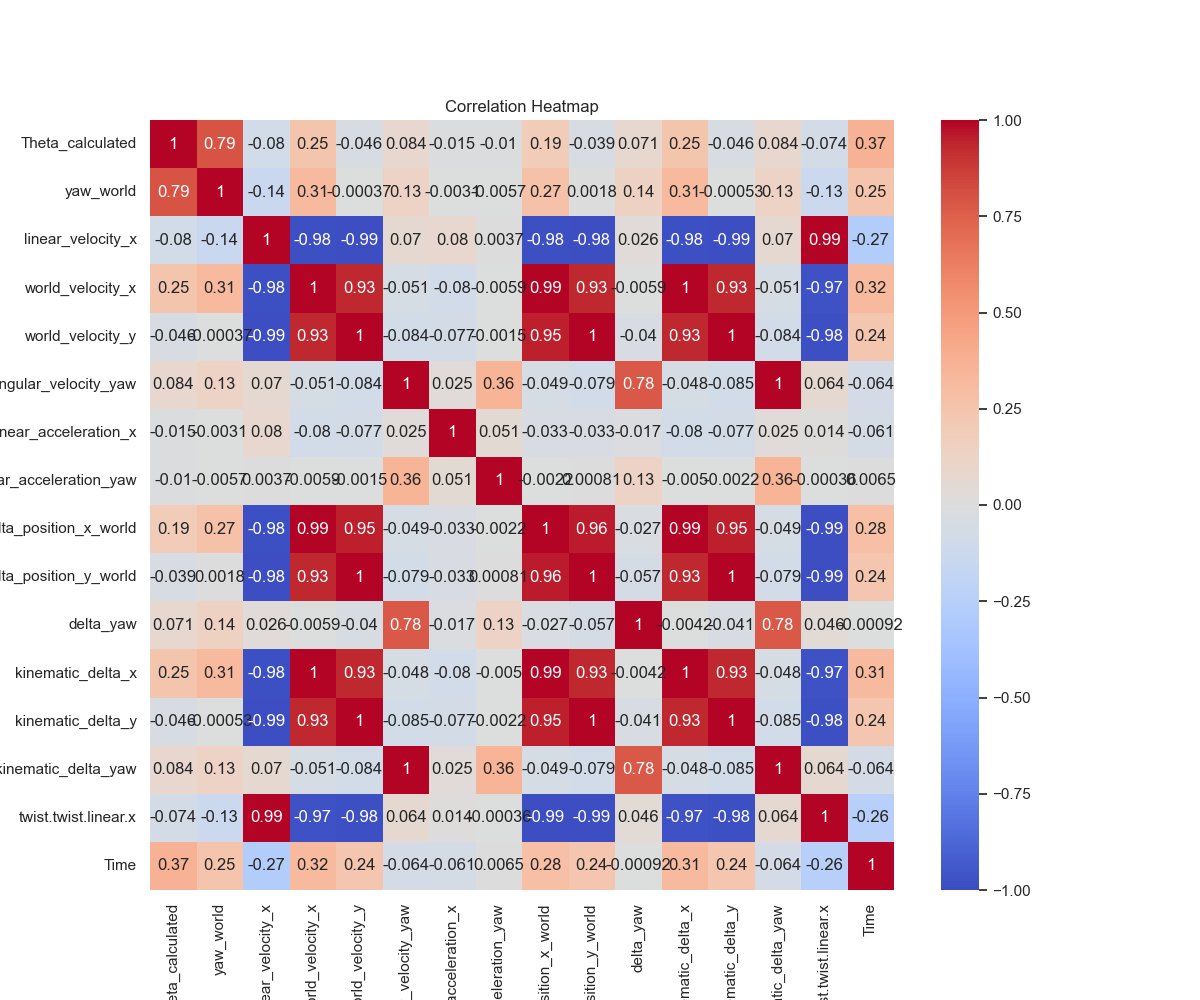 Correlation Heatmap
Theta_calculated 1 0.79 -0.08 0.25 -0.046 0.084 -0.015 -0.01 0.19 -0.039 0.071 0.25 -0.046 0.084 -0.074 0.37
yaw_world 0.79 1 -0.14 0.31 -0.00037 0.13 -0.0031 0.0057 0.27 0.0018 0.14 0.31 -0.00053 0.13 -0.13 0.25
linear_velocity_x -0.08 -0.14 1 -0.98 -0.99 0.07 0.08 0.0037 -0.98 -0.98 0.026 -0.98 -0.99 0.07 0.99 -0.27
world_velocity_x 0.25 0.31 -0.98 1 0.93 -0.051 -0.08 -0.0059 0.99 0.93 -0.0059 1 0.93 -0.051 -0.97 0.32
world_velocity_y -0.046 -0.00037 -0.99 0.93 1 -0.084 -0.077 -0.0015 0.95 1 -0.04 0.93 1 -0.084 -0.98 0.24
ngular_velocity_yaw 0.084 0.13 0.07 -0.051 -0.084 1 0.025 0.36 -0.049 -0.079 0.78 -0.048 -0.085 1 0.064 -0.064
near_acceleration_x -0.015 -0.0031 0.08 -0.08 -0.077 0.025 1 0.051 -0.033 -0.033 -0.017 -0.08 -0.077 0.025 0.014 -0.061
ar_acceleration_yaw -0.01 -0.0057 0.0037 -0.0059 -0.0015 0.36 0.051 1 -0.0022 0.00081 0.13 -0.005 -0.0022 0.36 -0.00036 0.0065
lta_position_x_world 0.19 0.27 -0.98 0.99 0.95 -0.049 -0.033 -0.0022 1 0.96 -0.027 0.99 0.95 -0.049 -0.99 0.28
lta_position_y_world -0.039 0.0018 -0.98 0.93 1 -0.079 -0.033 0.00081 0.96 1 -0.057 0.93 1 -0.079 -0.99 0.24
delta_yaw 0.071 0.14 0.026 -0.0059 -0.04 0.78 -0.017 0.13 -0.027 -0.057 1 -0.0042 -0.041 0.78 0.046 -0.00092
kinematic_delta_x 0.25 0.31 -0.98 1 0.93 -0.048 -0.08 -0.005 0.99 0.93 -0.0042 1 0.93 -0.048 -0.97 0.31
kinematic_delta_y -0.046 -0.00053 -0.99 0.93 1 -0.085 -0.077 -0.0022 0.95 1 -0.041 0.93 1 -0.085 -0.98 0.24
kinematic_delta_yaw 0.084 0.13 0.07 -0.051 -0.084 1 0.025 0.36 -0.049 -0.079 0.78 -0.048 -0.085 1 0.064 -0.064
twist.twist.linear.x -0.074 -0.13 0.99 -0.97 -0.98 0.064 0.014 -0.00036 -0.99 -0.99 0.046 -0.97 -0.98 0.064 1 -0.26
Time 0.37 0.25 -0.27 0.32 0.24 -0.064 -0.061 0.0065 0.28 0.24 -0.00092 0.31 0.24 -0.064 -0.26 1
eta_calculated
yaw_world
ear_velocity_x
orld_velocity_x
orld_velocity_y
_velocity_yaw
acceleration_x
eleration_yaw
sition_x_world
sition_y_world
delta_yaw
matic_delta_x
matic_delta_y
atic_delta_yaw
st.twist.linear.x
Time
1.00
0.75
0.50
0.25
0.00
−0.25
−0.50
−0.75
−1.00